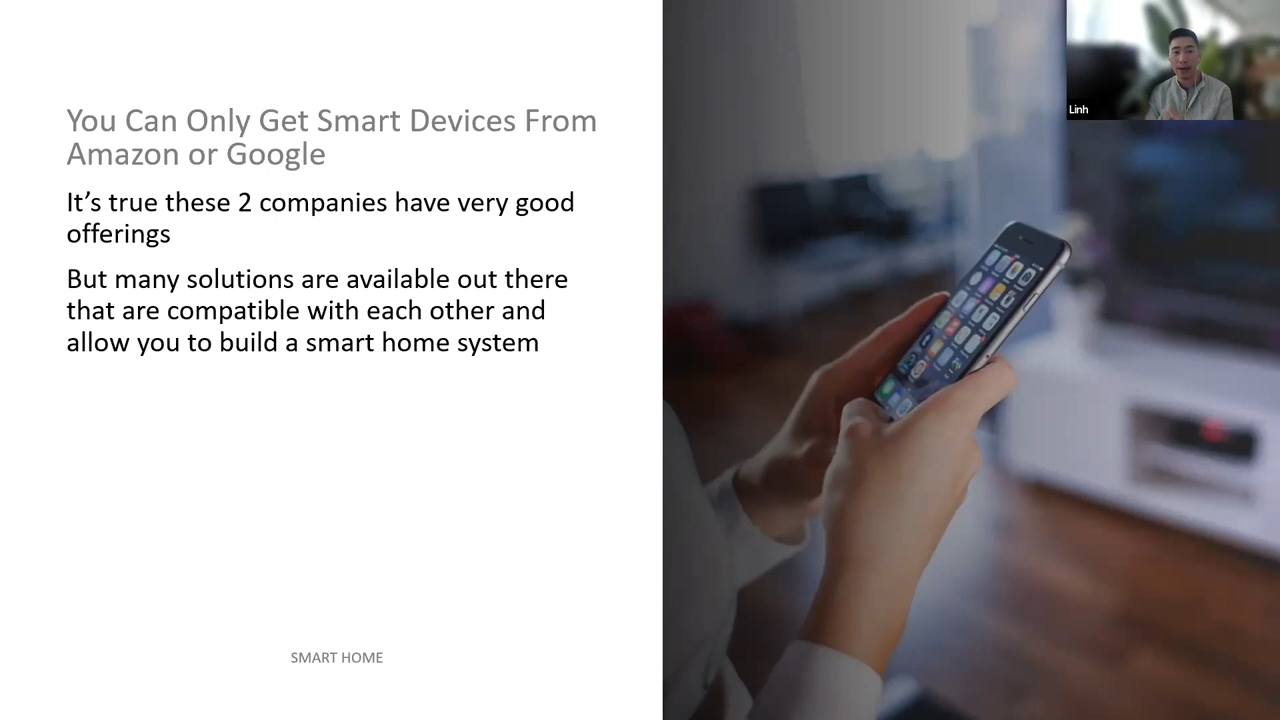 You Can Only Get Smart Devices From
Amazon or Google
It’s true these 2 companies have very good
offerings
But many solutions are available out there
that are compatible with each other and
allow you to build a smart home system
SMART HOME
Linh